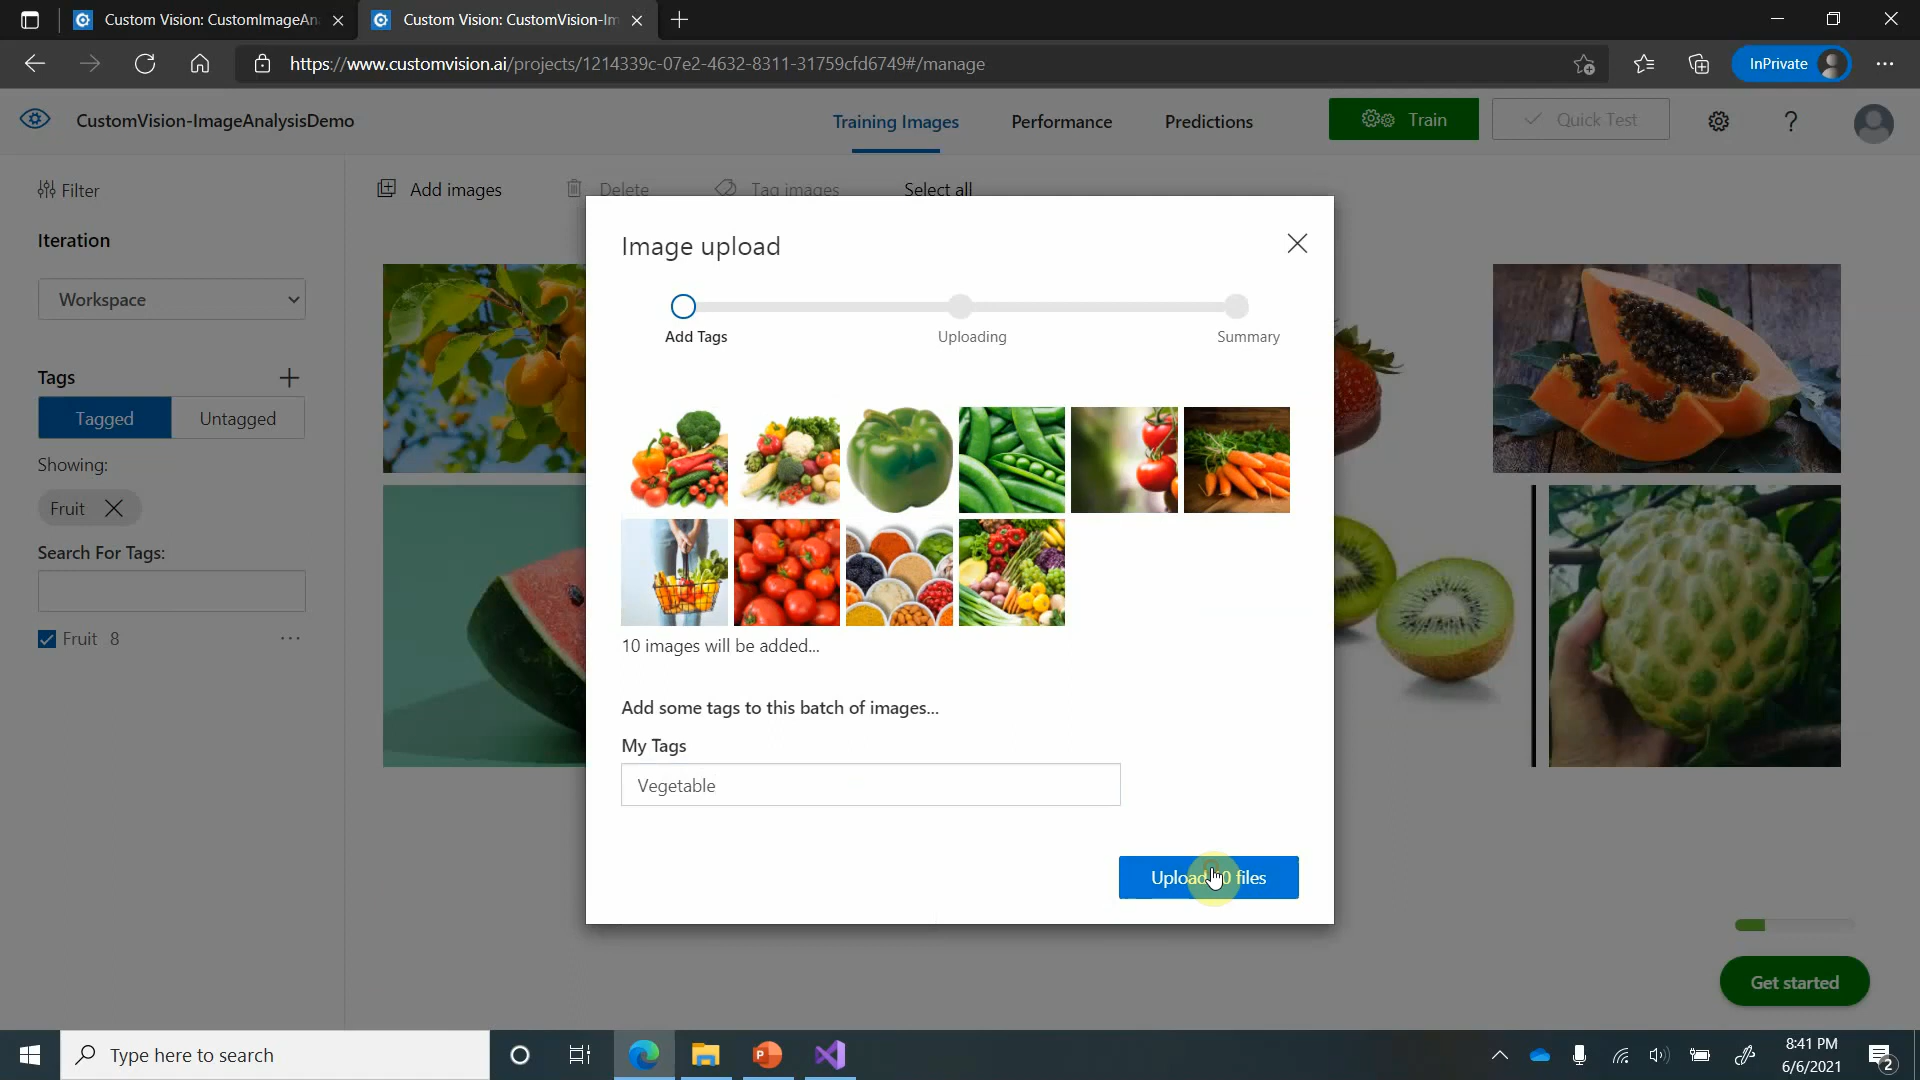 Custom Vision: CustomImageAn
Custom Vision: CustomVision-Im
https://www.customvision.ai/projects/1214339c-07e2-4632-8311-31759cfd6749#/manage
InPrivate
CustomVision-ImageAnalysisDemo
Training Images
Performance
Predictions
Train
Quick Test
?
Filter
Add images
Delete
Tag images
Select all
Iteration
Workspace
Tags
Tagged
Untagged
Showing:
Fruit
Search For Tags:
Fruit 8
Image upload
Add Tags
Uploading
Summary
10 images will be added...
Add some tags to this batch of images...
My Tags
Vegetable
Upload 10 files
Get started
Type here to search
8:41 PM
6/6/2021
2